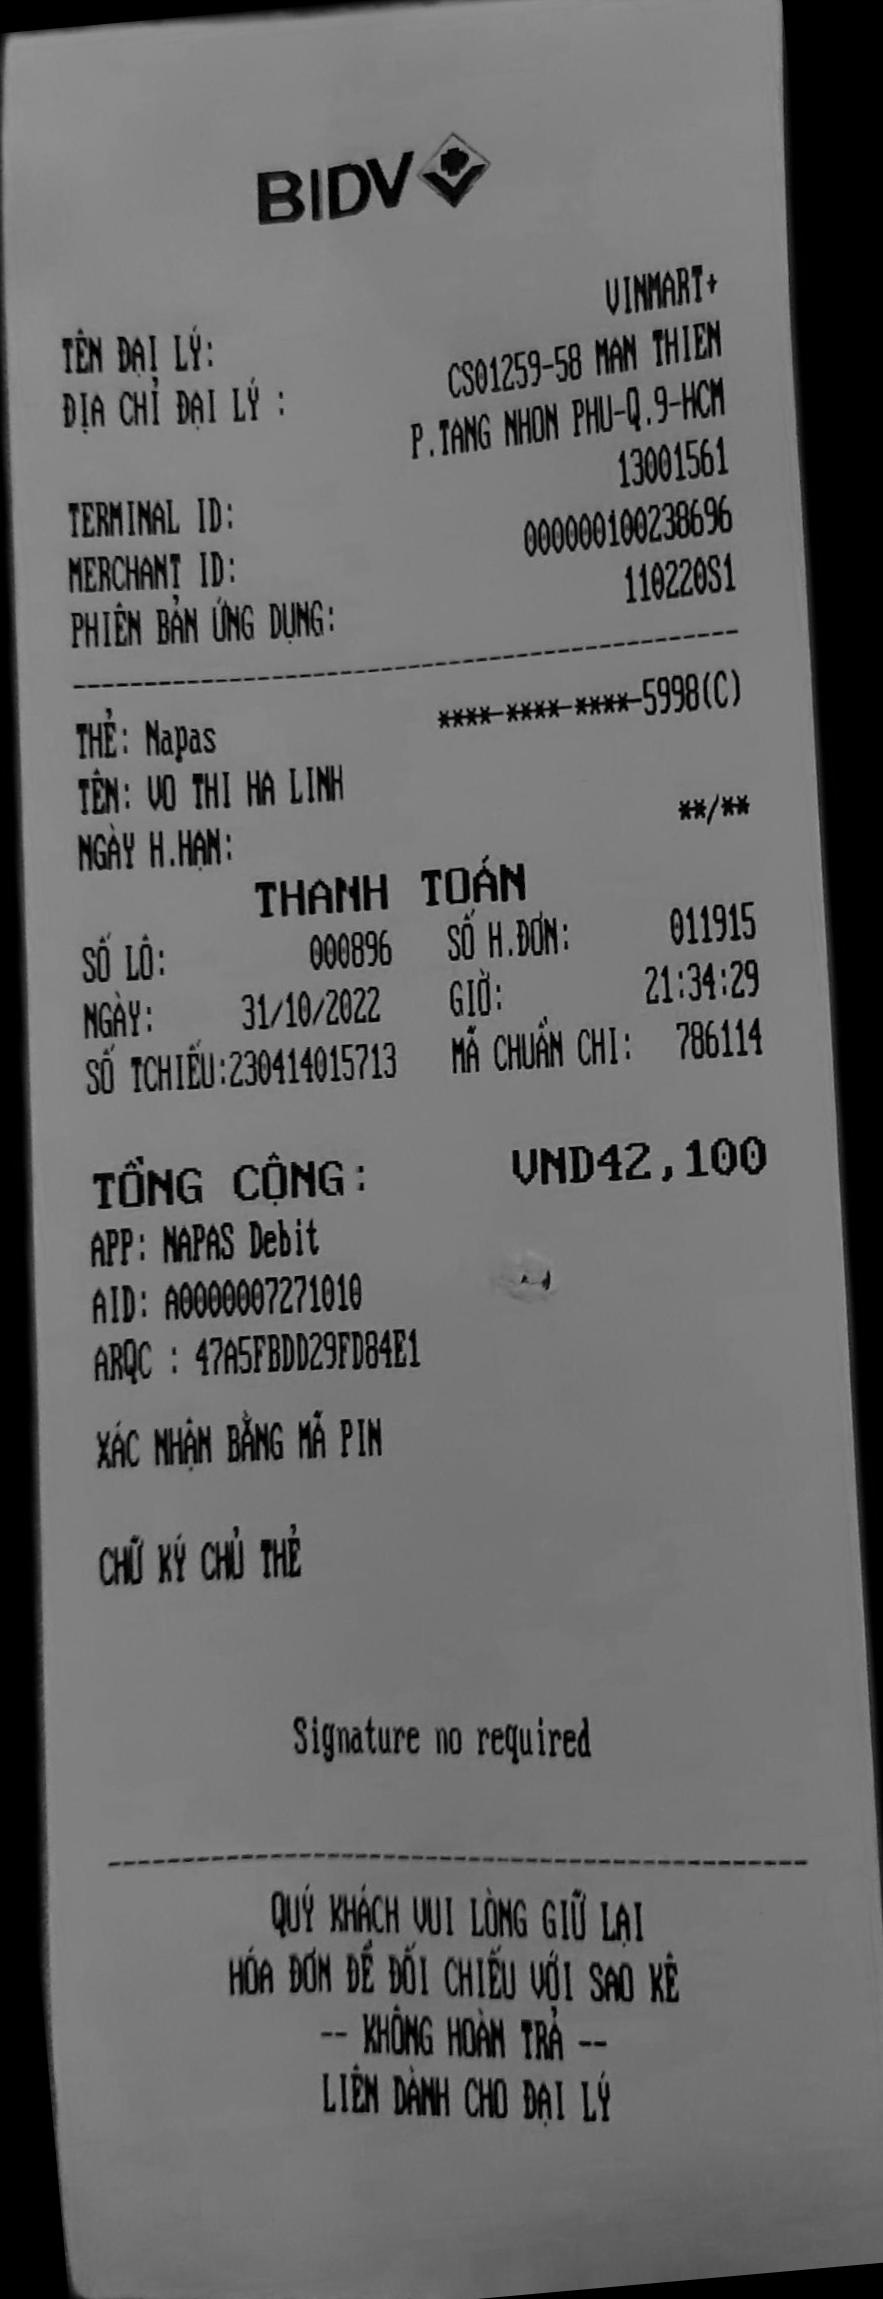 BIDV
TÊN ĐẠI LÝ: VINMART+
ĐỊA CHỈ ĐẠI LÝ : CS01259-58 MAN THIEN
P.TANG NHON PHU-Q.9-HCM
TERMINAL ID: 13001561
MERCHANT ID: 000000100238696
PHIÊN BẢN ỨNG DỤNG: 110220S1
THẺ: Napas ****-****-****-5998(C)
TÊN: VO THI HA LINH
NGÀY H.HẠN: **/**
THANH TOÁN
SỐ LÔ: 000896 SỐ H.ĐƠN: 011915
NGÀY: 31/10/2022 GIỜ: 21:34:29
SỐ TCHIẾU:230414015713 MÃ CHUẨN CHI: 786114
TỔNG CỘNG: VND42,100
APP: NAPAS Debit
AID: A0000007271010
ARQC : 47A5FBDD29FD84E1
XÁC NHẬN BẰNG MÃ PIN
CHỮ KÝ CHỦ THẺ
Signature no required
QUÝ KHÁCH VUI LÒNG GIỮ LẠI
HÓA ĐƠN ĐỂ ĐỐI CHIẾU VỚI SAO KÊ
-- KHÔNG HOÀN TRẢ --
LIÊN DÀNH CHO ĐẠI LÝ